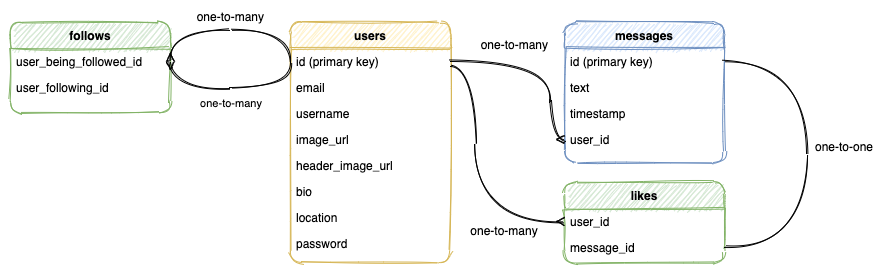 one-to-many
follows
user_being_followed_id
user_following_id
one-to-many
users
id (primary key)
email
username
image_url
header_image_url
bio
location
password
one-to-many
messages
id (primary key)
text
timestamp
user_id
one-to-one
likes
user_id
message_id
one-to-many